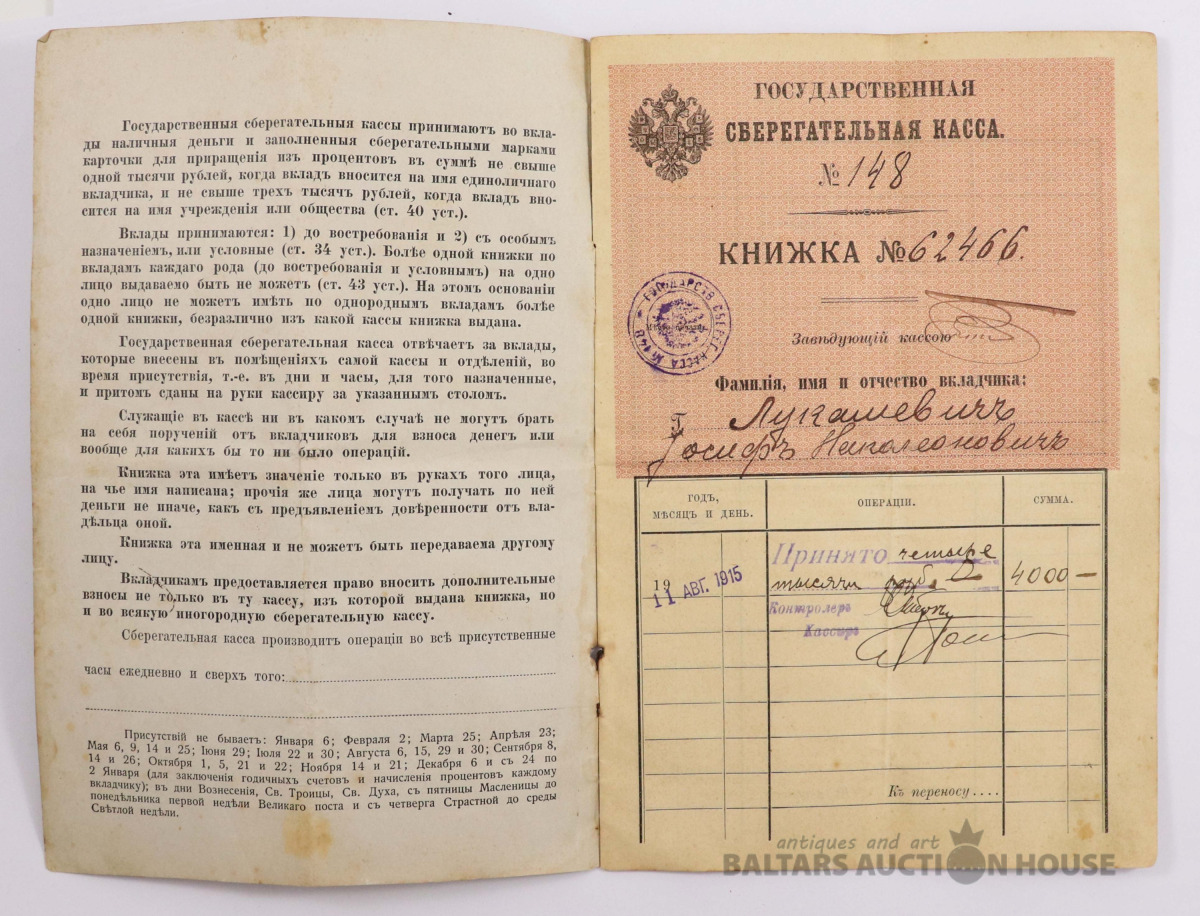 Государственныя сберегательныя кассы принимаютъ во вкла-
ды наличныя деньги и заполненныя сберегательными марками
карточки для приращенія изъ процентовъ въ суммѣ не свыше
одной тысячи рублей, когда вкладъ вносится на имя единоличнаго
вкладчика, и не свыше трехъ тысячъ рублей, когда вкладъ вно-
сится на имя учрежденія или общества (ст. 40 уст.).
Вклады принимаются: 1) до востребованія и 2) съ особымъ
назначеніемъ, или условные (ст. 34 уст.). Болѣе одной книжки по
вкладамъ каждаго рода (до востребованія и условнымъ) на одно
лицо выдаваемо быть не можетъ (ст. 43 уст.). На этомъ основаніи
одно лицо не можетъ имѣть по однороднымъ вкладамъ болѣе
одной книжки, безразлично изъ какой кассы книжка выдана.
Государственная сберегательная касса отвѣчаетъ за вклады,
которые внесены въ помѣщеніяхъ самой кассы и отдѣленій, во
время присутствія, т.-е. въ дни и часы, для того назначенные,
и притомъ сданы на руки кассиру за указаннымъ столомъ.
Служащіе въ кассѣ ни въ какомъ случаѣ не могутъ брать
на себя порученій отъ вкладчиковъ для взноса денегъ или
вообще для какихъ бы то ни было операцій.
Книжка эта имѣетъ значеніе только въ рукахъ того лица,
на чье имя написана; прочія же лица могутъ получать по ней
деньги не иначе, какъ съ предъявленіемъ довѣренности отъ вла-
дѣльца оной.
Книжка эта именная и не можетъ быть передаваема другому
лицу.
Вкладчикамъ предоставляется право вносить дополнительные
взносы не только въ ту кассу, изъ которой выдана книжка, но
и во всякую иногородную сберегательную кассу.
Сберегательная касса производитъ операціи во всѣ присутственные
часы ежедневно и сверхъ того:
Присутствій не бываетъ: Января 6; Февраля 2; Марта 25; Апрѣля 23;
Мая 6, 9, 14 и 25; Іюня 29; Іюля 22 и 30; Августа 6, 15, 29 и 30; Сентября 8,
14 и 26; Октября 1, 5, 21 и 22; Ноября 14 и 21; Декабря 6 и съ 24 по
2 Января (для заключенія годичныхъ счетовъ и начисленія процентовъ каждому
вкладчику); въ дни Вознесенія, Св. Троицы, Св. Духа, съ пятницы Масленицы до
понедѣльника первой недѣли Великаго поста и съ четверга Страстной до среды
Свѣтлой недѣли.
ГОСУДАРСТВЕННАЯ
СБЕРЕГАТЕЛЬНАЯ КАССА.
№ 148
КНИЖКА № 62466.
ГОСУДАРСТВ. СБЕРЕГ. КАССА № 148
Завѣдующій кассою
Фамилія, имя и отчество вкладчика:
Г. Лукашевичъ
Іосифъ Наполеоновичъ
ГОДЪ, МѢСЯЦЪ И ДЕНЬ. ОПЕРАЦІИ. СУММА.
Принято четыре
19 11 АВГ. 1915 тысячи руб. 4000 —
Контролеръ
Кассиръ
Къ переносу ....
antiques and art
BALTARS AUCTION HOUSE